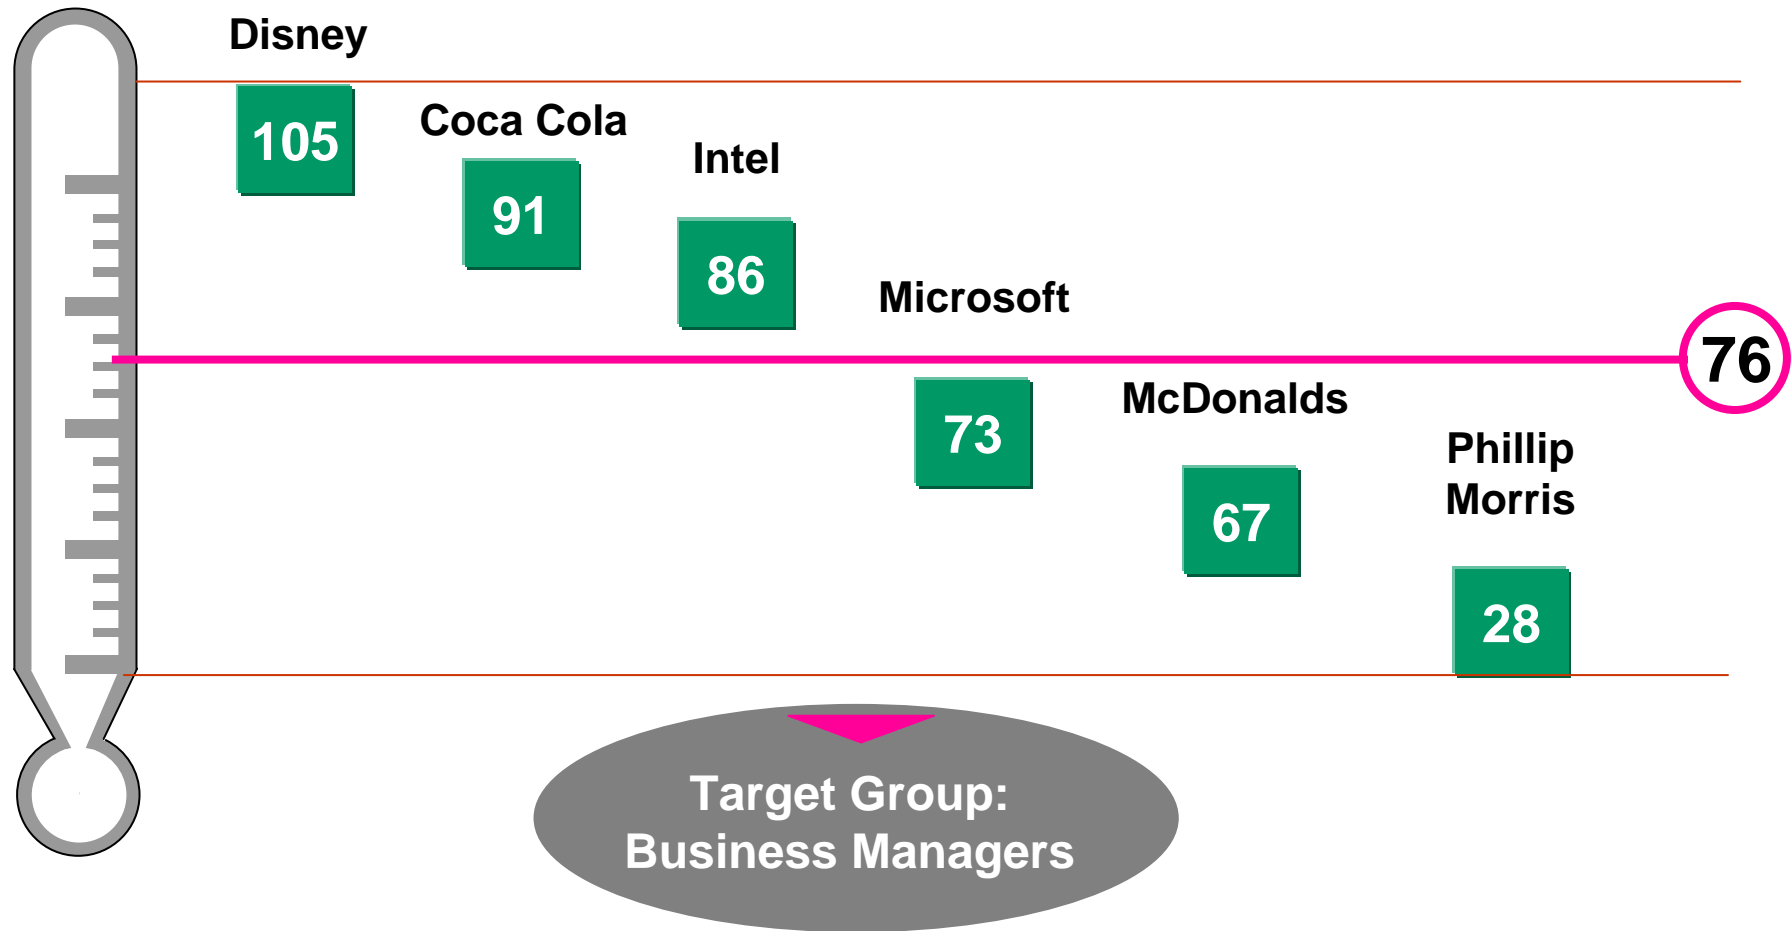 Disney
105
Coca Cola
91
Intel
86
Microsoft
76
73
McDonalds
67
Phillip
Morris
28
Target Group:
Business Managers